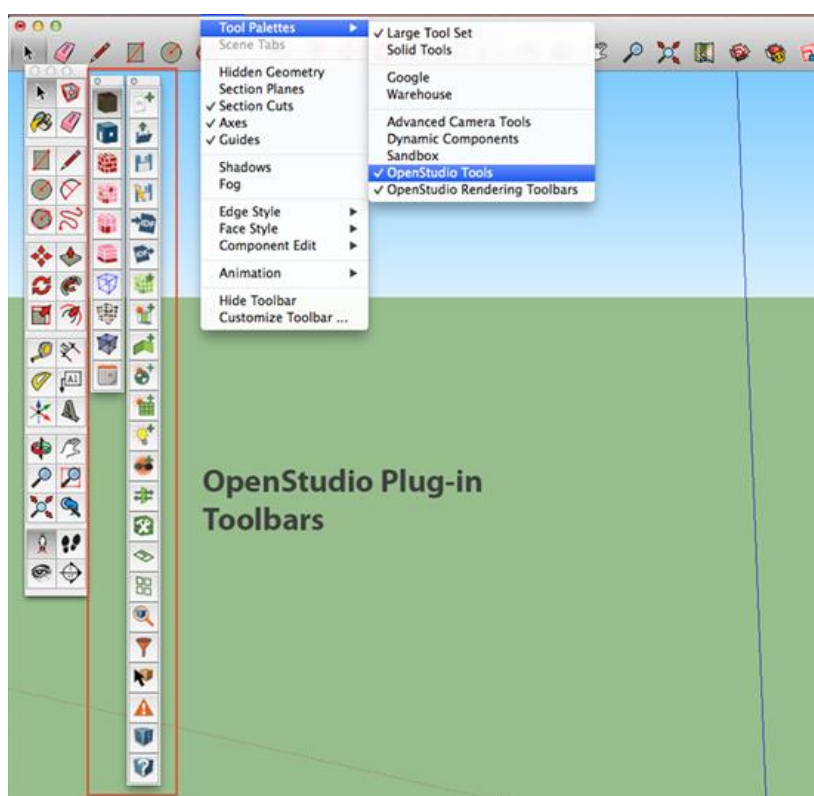 Tool Palettes
Scene Tabs
Hidden Geometry
Section Planes
✓ Section Cuts
✓ Axes
✓ Guides
Shadows
Fog
Edge Style
Face Style
Component Edit
Animation
Hide Toolbar
Customize Toolbar ...
✓ Large Tool Set
Solid Tools
Google
Warehouse
Advanced Camera Tools
Dynamic Components
Sandbox
✓ OpenStudio Tools
✓ OpenStudio Rendering Toolbars
OpenStudio Plug-in
Toolbars